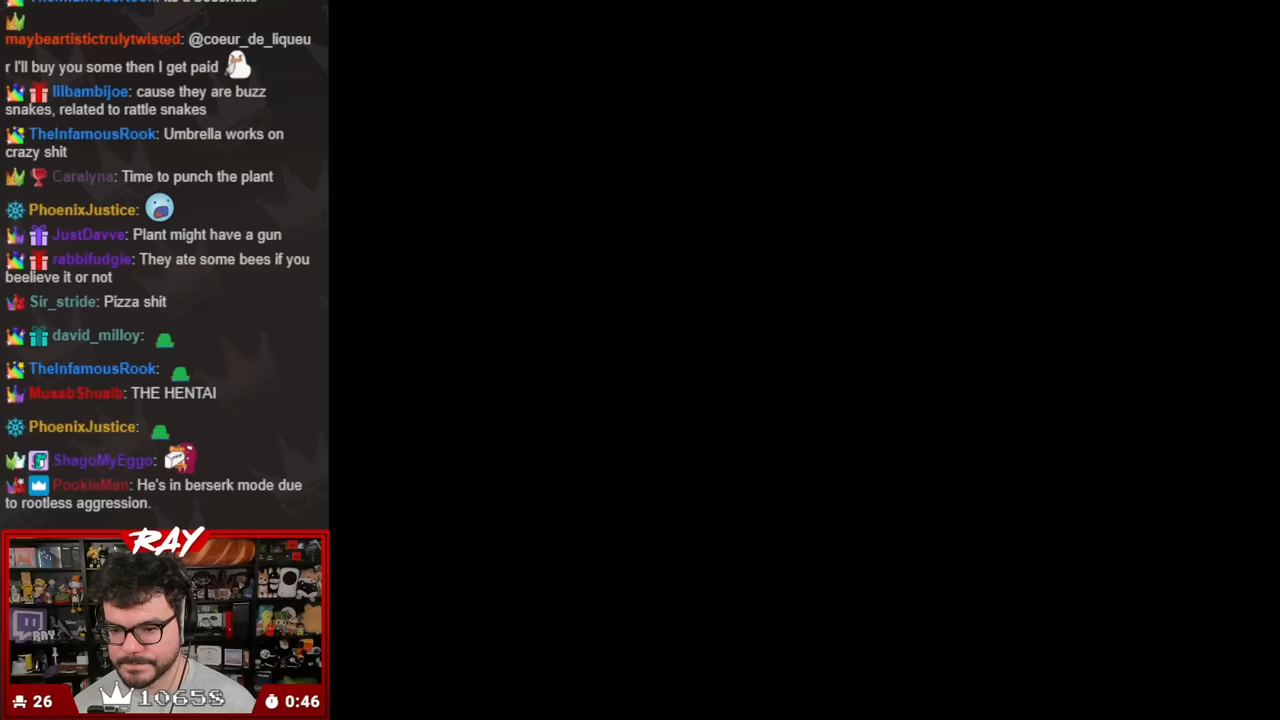 maybeartistictrulytwisted: @coeur_de_liqueu
r I'll buy you some then I get paid
lilbambijoe: cause they are buzz
snakes, related to rattle snakes
TheInfamousRook: Umbrella works on
crazy shit
Caralyna: Time to punch the plant
PhoenixJustice:
JustDavve: Plant might have a gun
rabbifudgie: They ate some bees if you
beelieve it or not
Sir_stride: Pizza shit
david_milloy:
TheInfamousRook:
MusabShuaib: THE HENTAI
PhoenixJustice:
ShagoMyEggo:
PookieMan: He's in berserk mode due
to rootless aggression.
RAY
RAY
26
10658
0:46